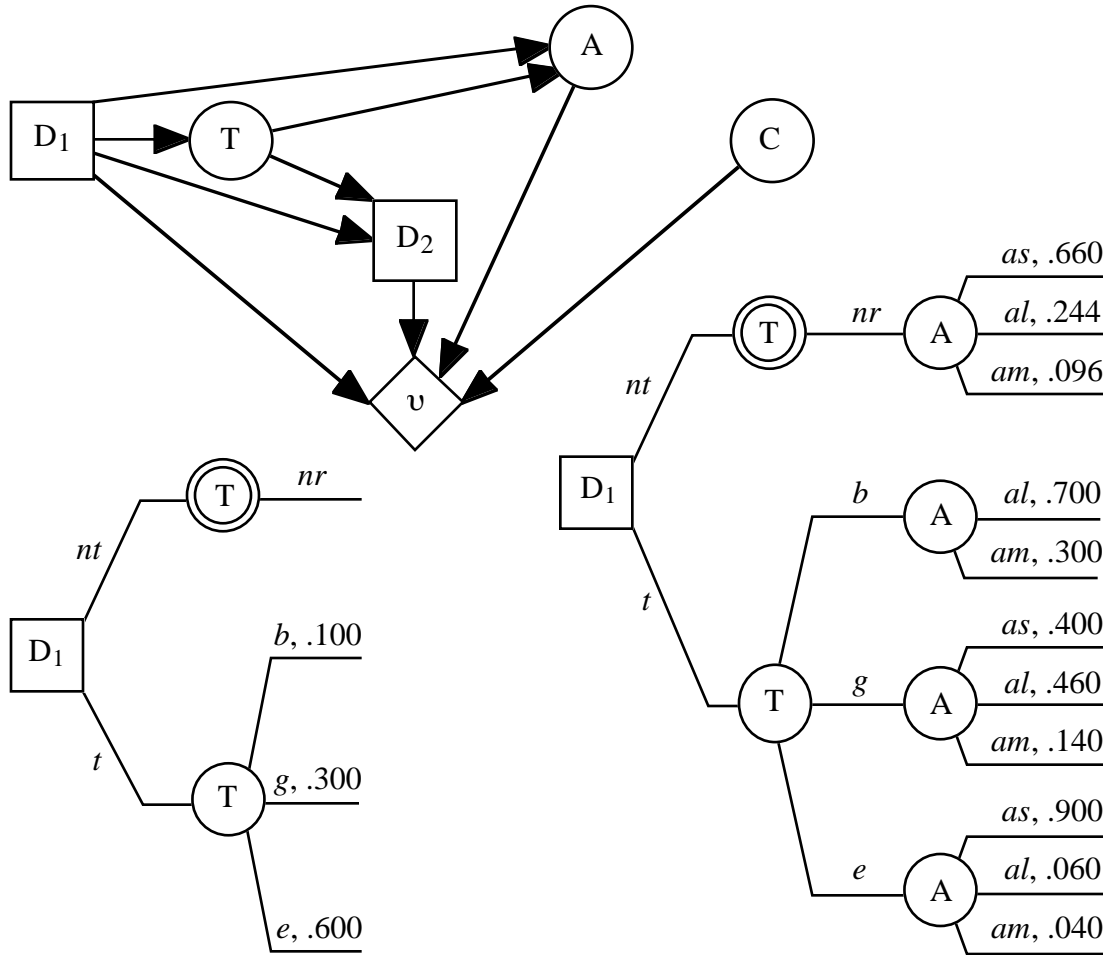 A
D1
T
C
D2
υ
as, .660
T
nr
A
al, .244
am, .096
nt
D1
b
A
al, .700
am, .300
t
T
g
A
as, .400
al, .460
am, .140
e
A
as, .900
al, .060
am, .040
T
nr
nt
D1
b, .100
t
T
g, .300
e, .600